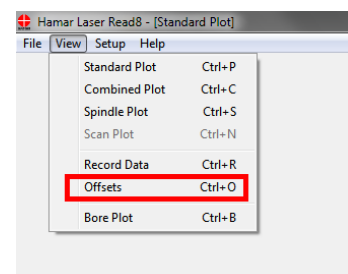 Hamar Laser Read8 - [Standard Plot]
File View Setup Help
Standard Plot Ctrl+P
Combined Plot Ctrl+C
Spindle Plot Ctrl+S
Scan Plot Ctrl+N
Record Data Ctrl+R
Offsets Ctrl+O
Bore Plot Ctrl+B